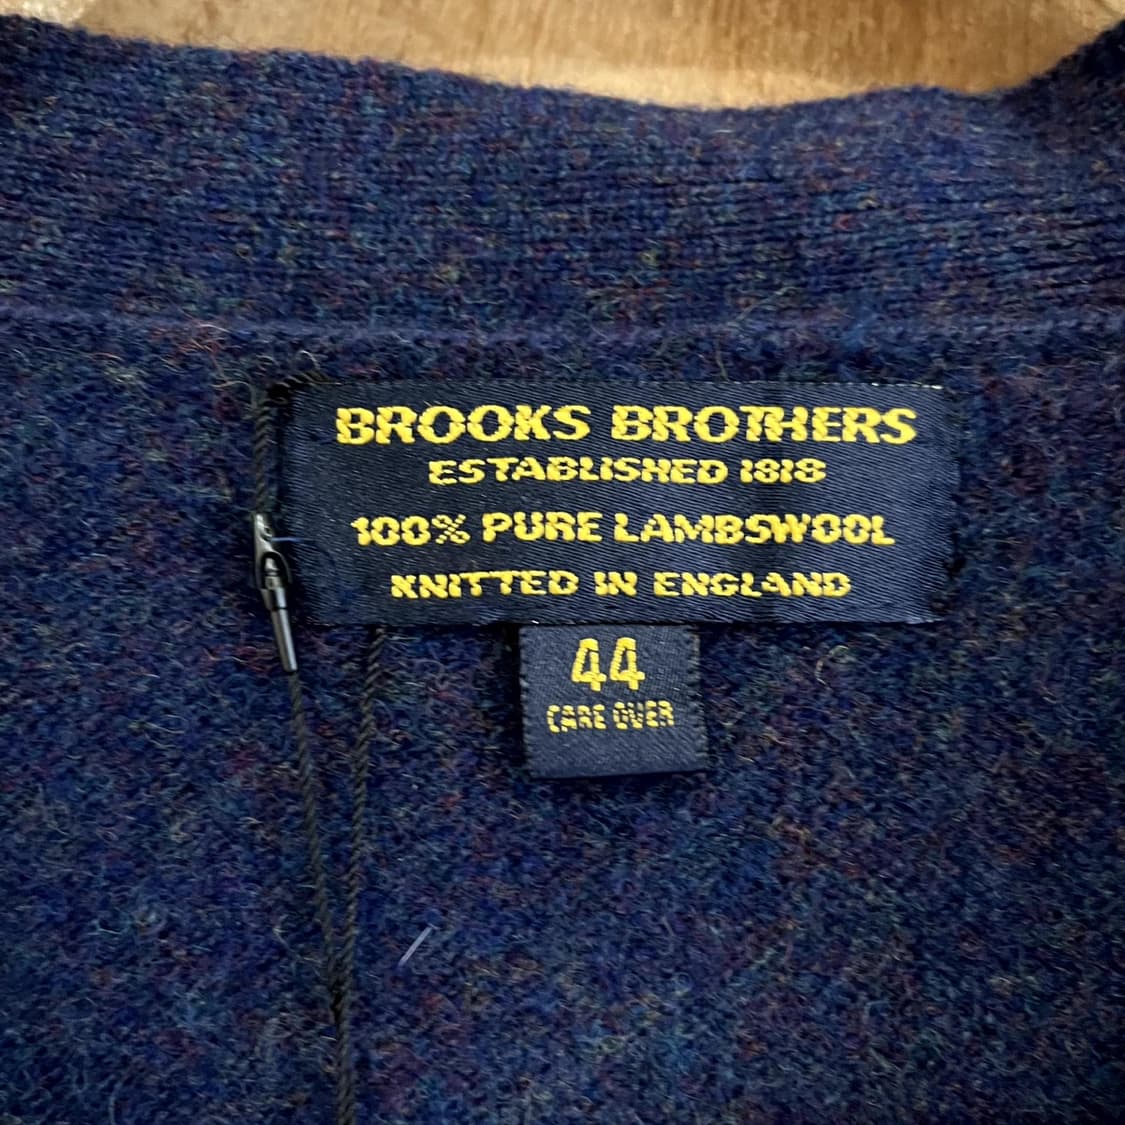 BROOKS BROTHERS
ESTABLISHED 1818
100% PURE LAMBSWOOL
KNITTED IN ENGLAND
44
CARE OVER